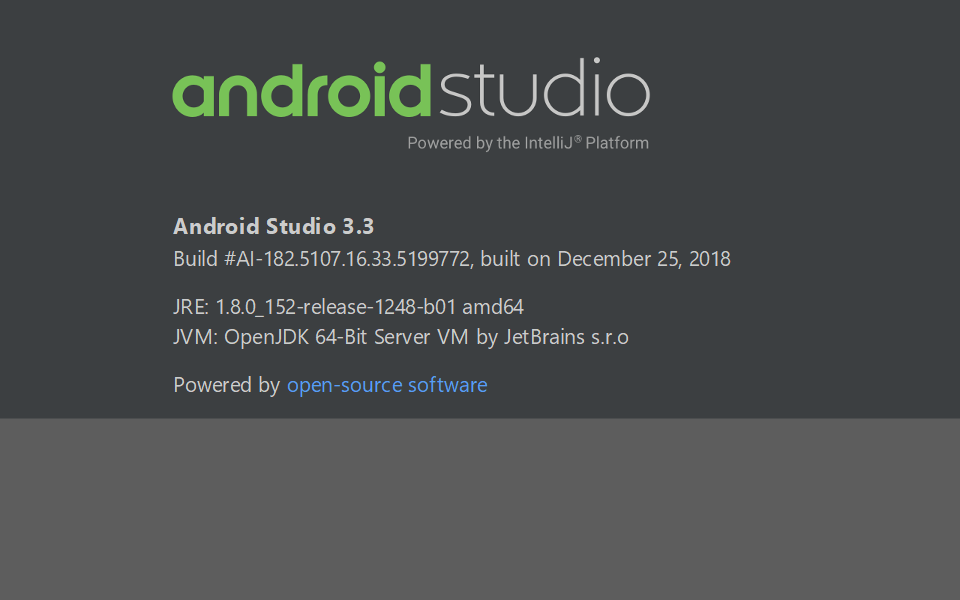 androidstudio
Powered by the IntelliJ® Platform
Android Studio 3.3
Build #AI-182.5107.16.33.5199772, built on December 25, 2018
JRE: 1.8.0_152-release-1248-b01 amd64
JVM: OpenJDK 64-Bit Server VM by JetBrains s.r.o
Powered by open-source software